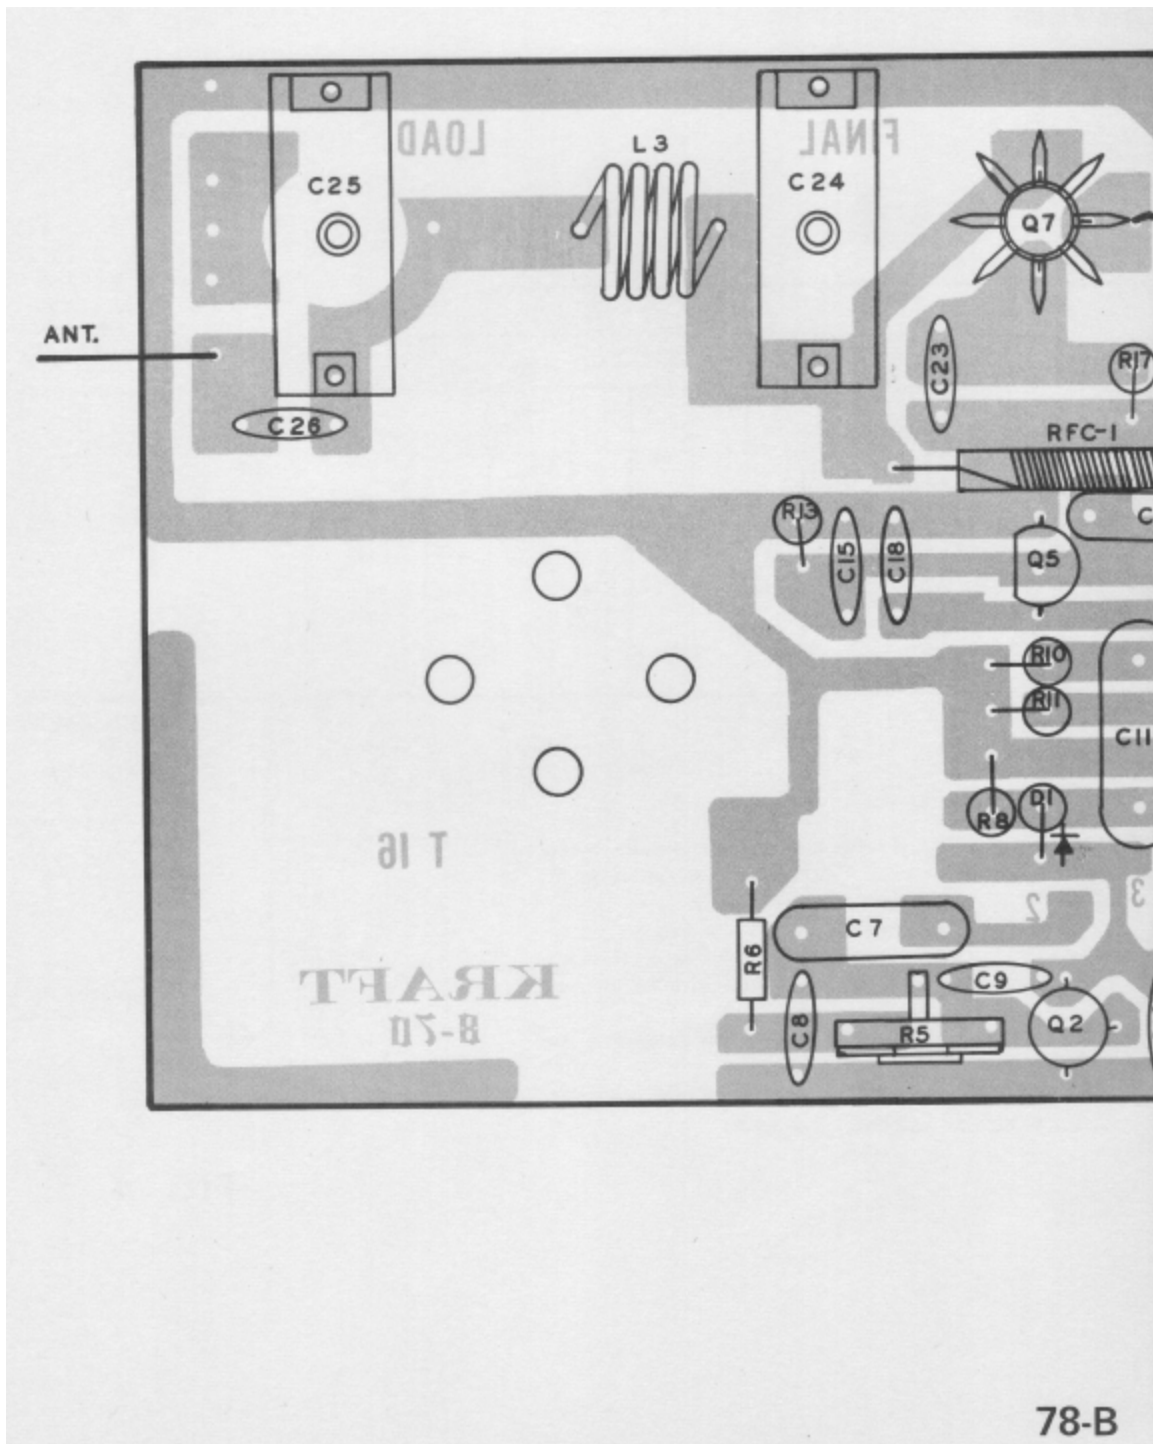 LOAD
FINAL
L3
C25
C24
Q7
ANT.
C23
R17
C26
RFC-1
R13
C15
C18
Q5
C
R10
R11
C11
D1
R8
T 16
3
2
C7
R6
KRAFT
C9
8-70
C8
R5
Q2
78-B